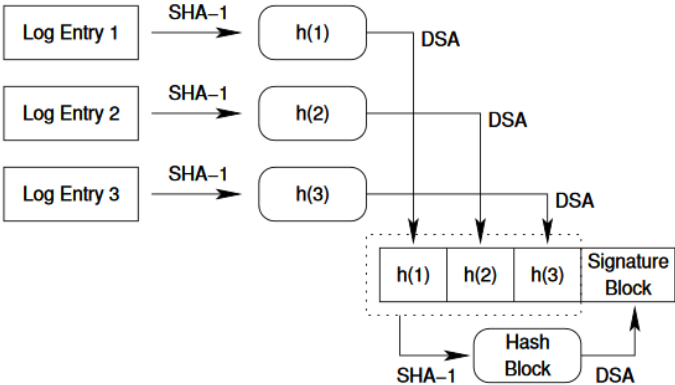 SHA–1
Log Entry 1
h(1)
DSA
SHA–1
Log Entry 2
h(2)
DSA
SHA–1
Log Entry 3
h(3)
DSA
h(1)
h(2)
h(3)
Signature
Block
Hash
Block
SHA–1
DSA